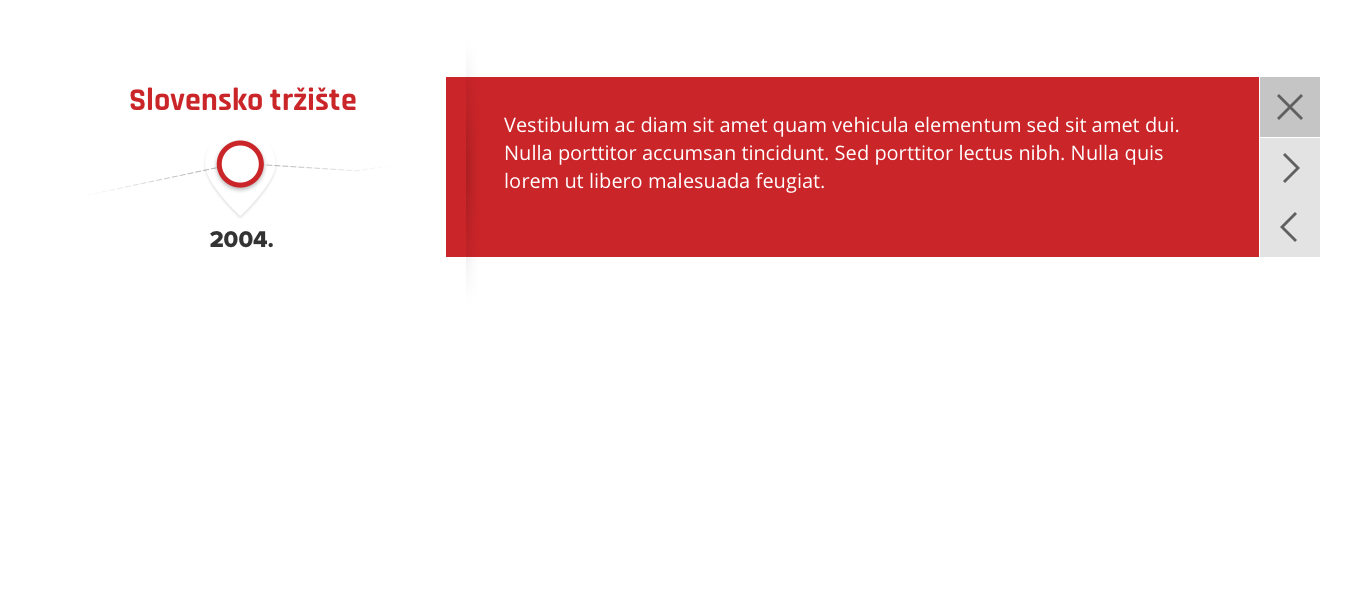 Slovensko tržište
2004.
Vestibulum ac diam sit amet quam vehicula elementum sed sit amet dui.
Nulla porttitor accumsan tincidunt. Sed porttitor lectus nibh. Nulla quis
lorem ut libero malesuada feugiat.